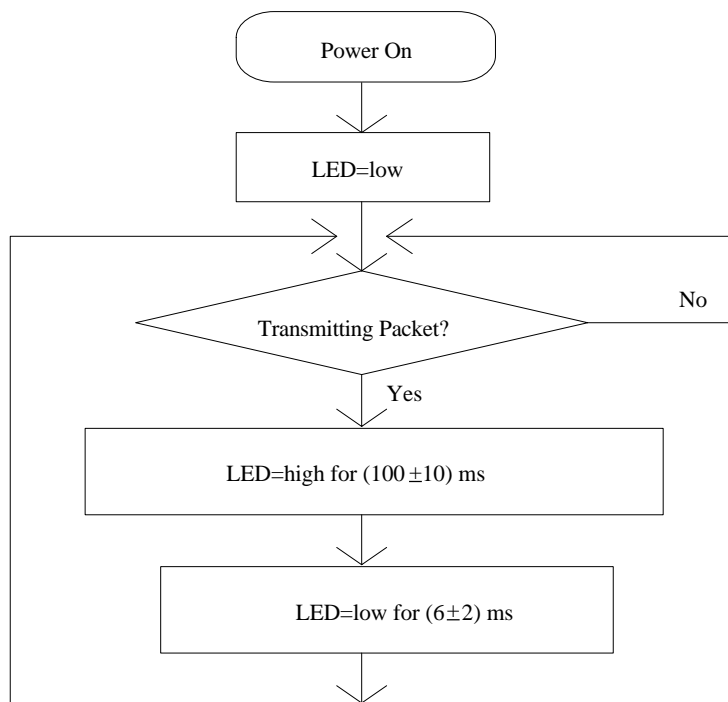 Power On
LED=low
No
Transmitting Packet?
Yes
LED=high for (100±10) ms
LED=low for (6±2) ms